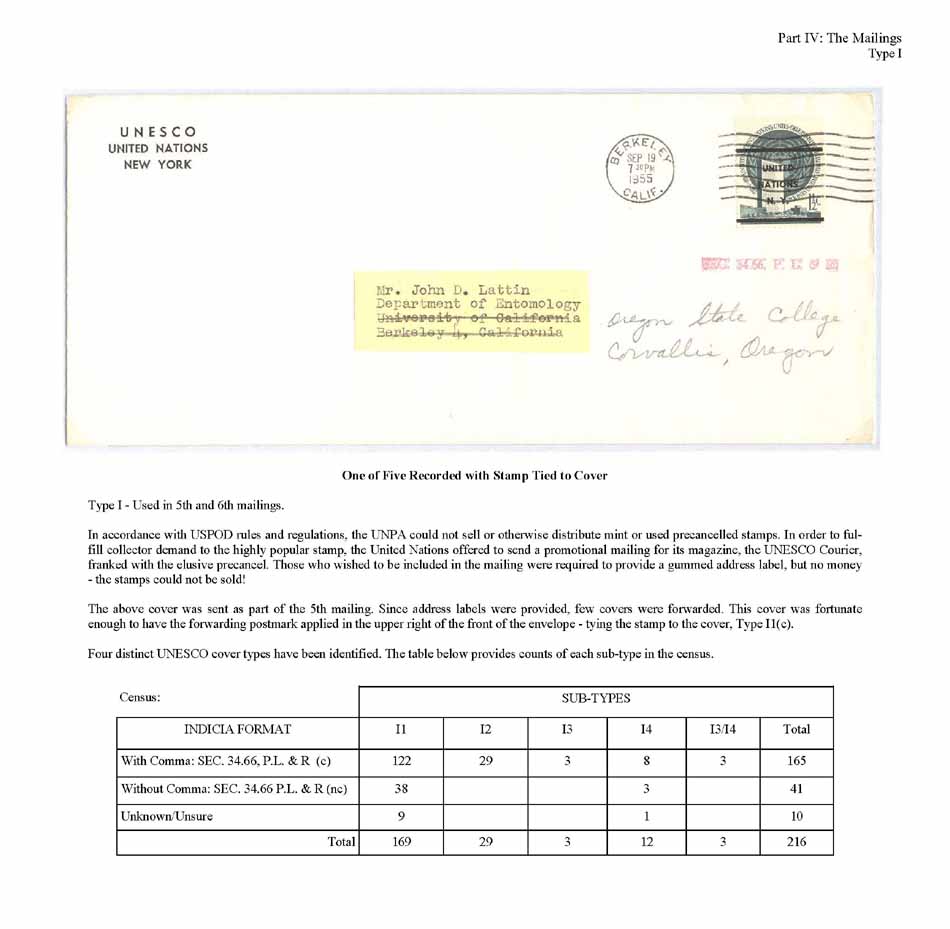 Part IV: The Mailings
Type I
UNESCO
UNITED NATIONS
NEW YORK
BERKELEY
SEP 19
7 30 PM
1955
CALIF.
UNITED
NATIONS
N. Y.
1½c
SEC. 34.66, P. L. & R
Mr. John D. Lattin
Department of Entomology
University of California
Berkeley 4, California
Oregon State College
Corvallis, Oregon
One of Five Recorded with Stamp Tied to Cover
Type I - Used in 5th and 6th mailings.
In accordance with USPOD rules and regulations, the UNPA could not sell or otherwise distribute mint or used precancelled stamps. In order to ful-
fill collector demand to the highly popular stamp, the United Nations offered to send a promotional mailing for its magazine, the UNESCO Courier,
franked with the elusive precancel. Those who wished to be included in the mailing were required to provide a gummed address label, but no money
- the stamps could not be sold!
The above cover was sent as part of the 5th mailing. Since address labels were provided, few covers were forwarded. This cover was fortunate
enough to have the forwarding postmark applied in the upper right of the front of the envelope - tying the stamp to the cover, Type I1(c).
Four distinct UNESCO cover types have been identified. The table below provides counts of each sub-type in the census.
Census: SUB-TYPES
INDICIA FORMAT I1 I2 I3 I4 I3/I4 Total
With Comma: SEC. 34.66, P.L. & R (c) 122 29 3 8 3 165
Without Comma: SEC. 34.66 P.L. & R (nc) 38 3 41
Unknown/Unsure 9 1 10
Total 169 29 3 12 3 216